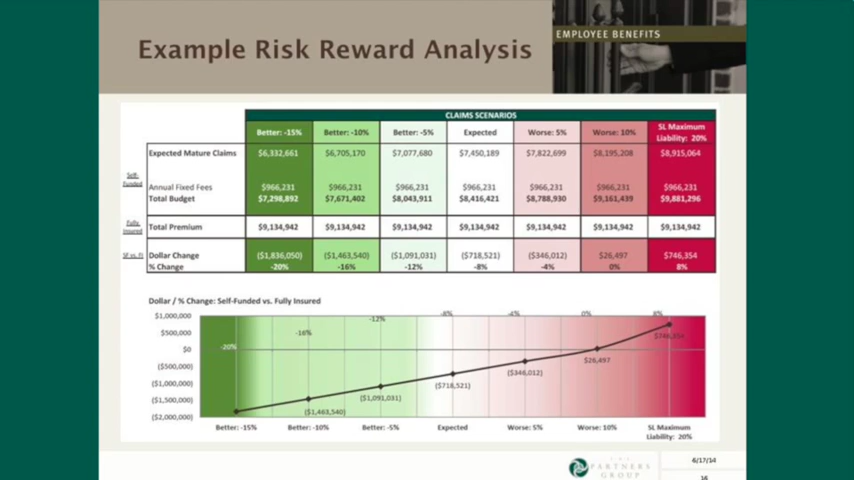 Example Risk Reward Analysis
EMPLOYEE BENEFITS
CLAIMS SCENARIOS
Better: -15% Better: -10% Better: -5% Expected Worse: 5% Worse: 10% SL Maximum Liability: 20%
Self-Funded
Expected Mature Claims $6,332,661 $6,705,170 $7,077,680 $7,450,189 $7,822,699 $8,195,208 $8,915,064
Annual Fixed Fees $966,231 $966,231 $966,231 $966,231 $966,231 $966,231 $966,231
Total Budget $7,298,892 $7,671,402 $8,043,911 $8,416,421 $8,788,930 $9,161,439 $9,881,296
Fully Insured
Total Premium $9,134,942 $9,134,942 $9,134,942 $9,134,942 $9,134,942 $9,134,942 $9,134,942
SF vs. FI
Dollar Change ($1,836,050) ($1,463,540) ($1,091,031) ($718,521) ($346,012) $26,497 $746,354
% Change -20% -16% -12% -8% -4% 0% 8%
Dollar / % Change: Self-Funded vs. Fully Insured
$1,000,000
$500,000
$0
($500,000)
($1,000,000)
($1,500,000)
($2,000,000)
-20% -16% -12% -8% -4% 0% 8%
($1,463,540) ($1,091,031) ($718,521) ($346,012) $26,497 $746,354
Better: -15% Better: -10% Better: -5% Expected Worse: 5% Worse: 10% SL Maximum
Liability: 20%
PARTNERS
GROUP
6/17/14
16